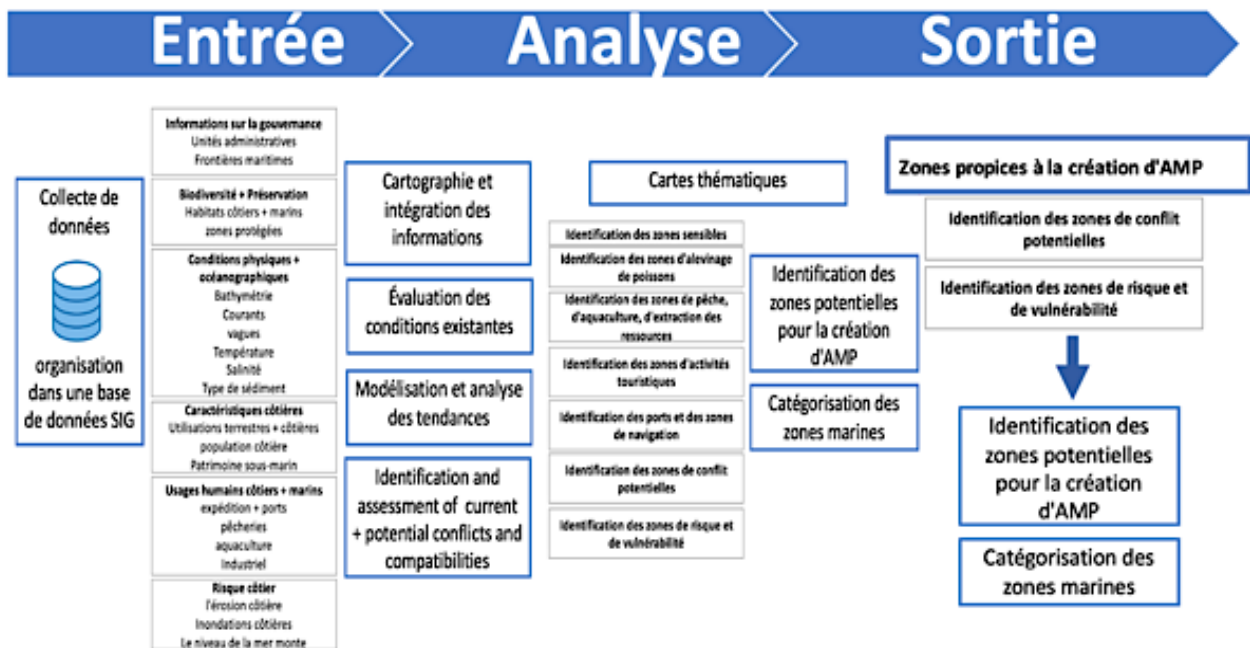 Entrée
Analyse
Sortie
Collecte de
données
organisation
dans une base
de données SIG
Informations sur la gouvernance
Unités administratives
Frontières maritimes
Biodiversité + Préservation
Habitats côtiers + marins
zones protégées
Conditions physiques +
océanographiques
Bathymétrie
Courants
vagues
Température
Salinité
Type de sédiment
Caractéristiques côtières
Utilisations terrestres + côtières
population côtière
Patrimoine sous-marin
Usages humains côtiers + marins
expédition + ports
pêcheries
aquaculture
Industriel
Risque côtier
l'érosion côtière
Inondations côtières
Le niveau de la mer monte
Cartographie et
intégration des
informations
Évaluation des
conditions existantes
Modélisation et analyse
des tendances
Identification and
assessment of current
+ potential conflicts and
compatibilities
Cartes thématiques
Identification des zones sensibles
Identification des zones d'alevinage
de poissons
Identification des zones de pêche,
d'aquaculture, d'extraction des
ressources
Identification des zones d'activités
touristiques
Identification des ports et des zones
de navigation
Identification des zones de conflit
potentielles
Identification des zones de risque et
de vulnérabilité
Identification des
zones potentielles
pour la création
d'AMP
Catégorisation des
zones marines
Zones propices à la création d'AMP
Identification des zones de conflit
potentielles
Identification des zones de risque et
de vulnérabilité
Identification des
zones potentielles
pour la création
d'AMP
Catégorisation des
zones marines